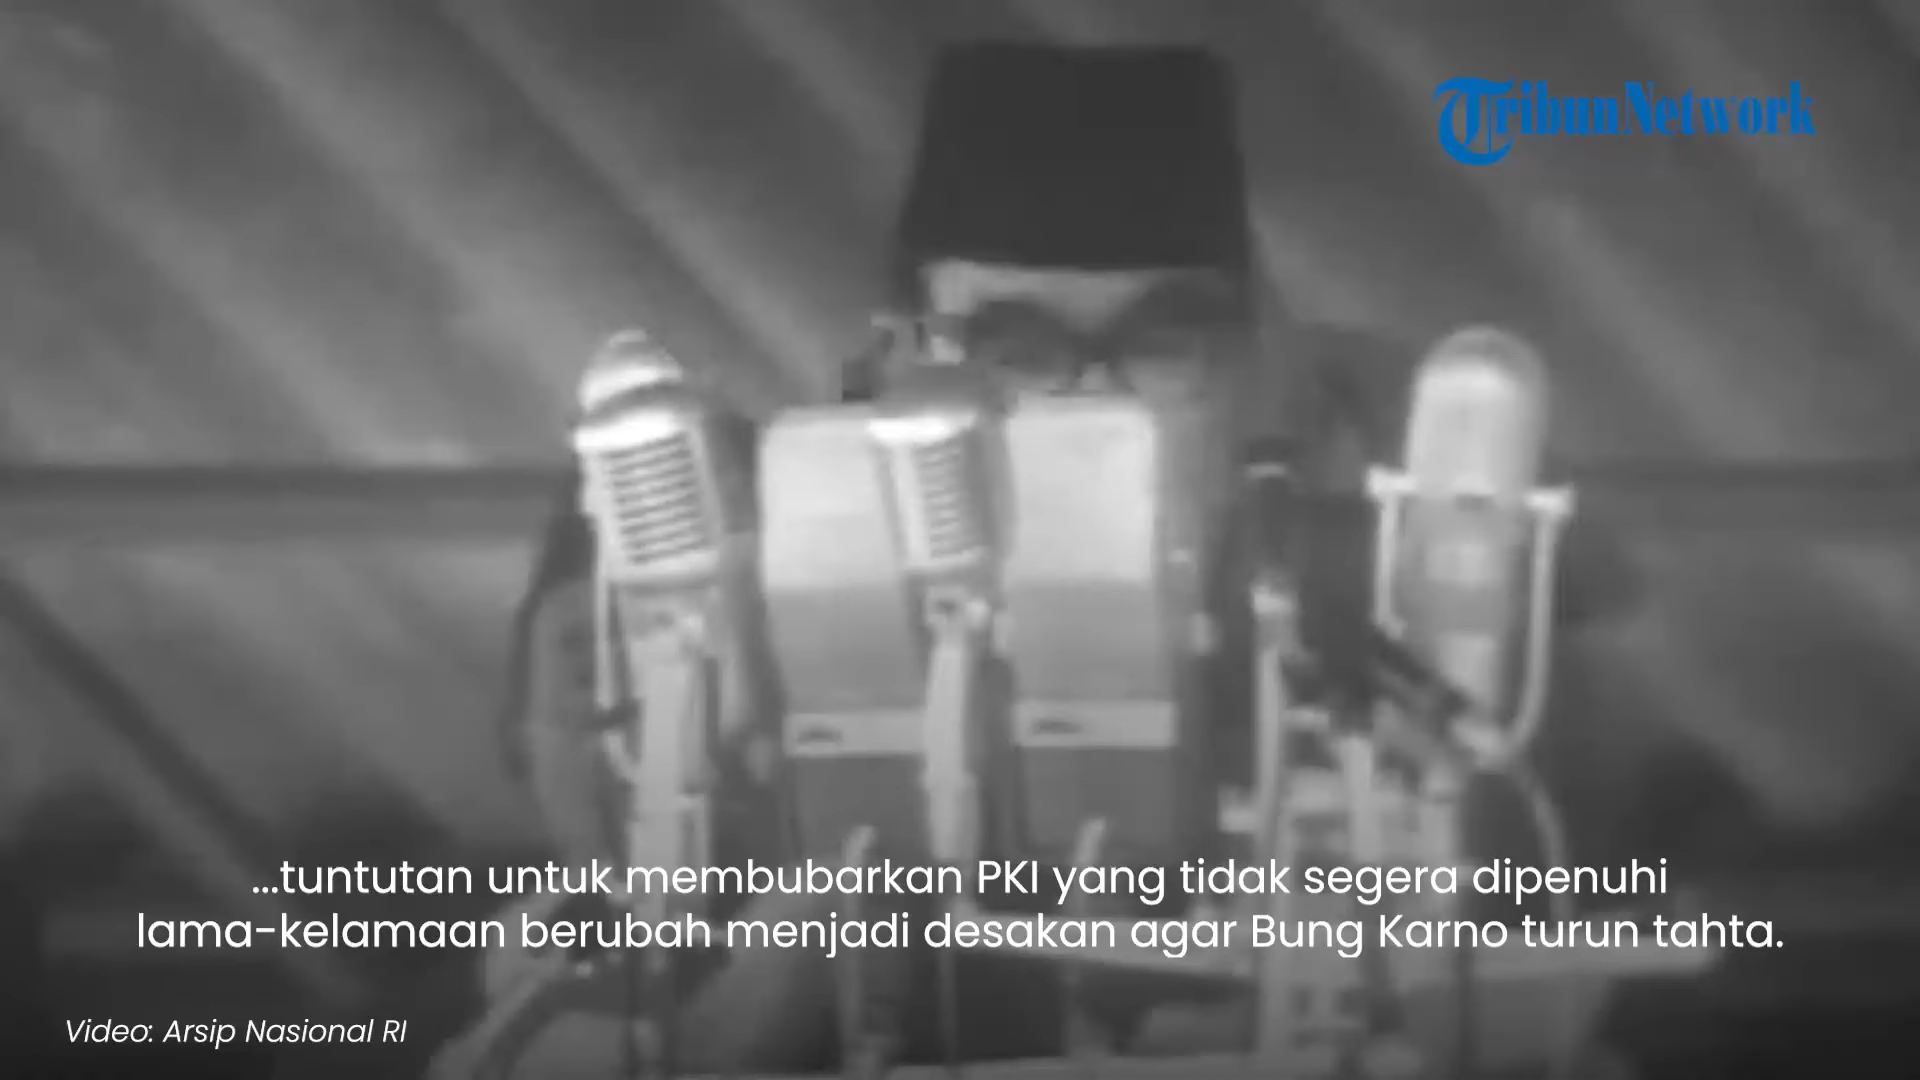 TribunNetwork
...tuntutan untuk membubarkan PKI yang tidak segera dipenuhi
lama-kelamaan berubah menjadi desakan agar Bung Karno turun tahta.
Video: Arsip Nasional RI